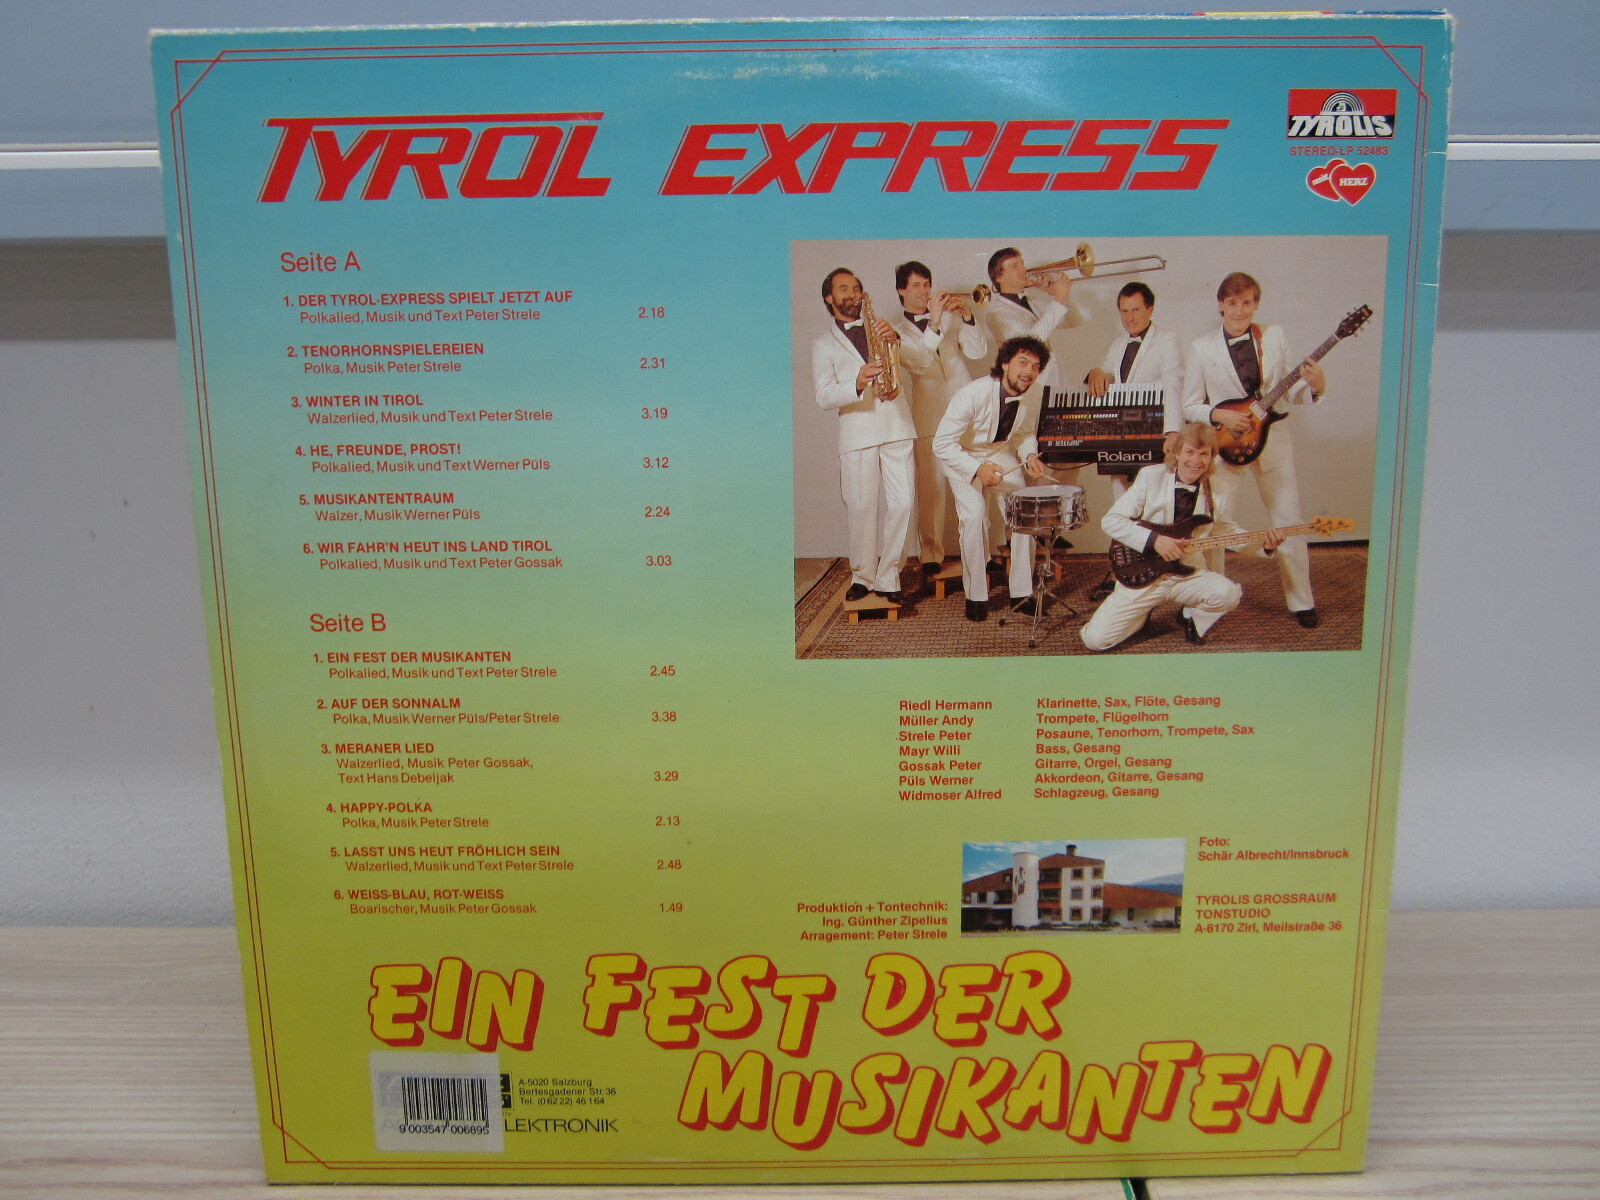 TYROL EXPRESS
TYROLIS
STEREO-LP 52483
mein HERZ
Seite A
1. DER TYROL-EXPRESS SPIELT JETZT AUF
Polkalied, Musik und Text Peter Strele 2.18
2. TENORHORNSPIELEREIEN
Polka, Musik Peter Strele 2.31
3. WINTER IN TIROL
Walzerlied, Musik und Text Peter Strele 3.19
4. HE, FREUNDE, PROST!
Polkalied, Musik und Text Werner Püls 3.12
5. MUSIKANTENTRAUM
Walzer, Musik Werner Püls 2.24
6. WIR FAHR'N HEUT INS LAND TIROL
Polkalied, Musik und Text Peter Gossak 3.03
Seite B
1. EIN FEST DER MUSIKANTEN
Polkalied, Musik und Text Peter Strele 2.45
2. AUF DER SONNALM
Polka, Musik Werner Püls/Peter Strele 3.38
3. MERANER LIED
Walzerlied, Musik Peter Gossak,
Text Hans Debeljak 3.29
4. HAPPY-POLKA
Polka, Musik Peter Strele 2.13
5. LASST UNS HEUT FRÖHLICH SEIN
Walzerlied, Musik und Text Peter Strele 2.48
6. WEISS-BLAU, ROT-WEISS
Boarischer, Musik Peter Gossak 1.49
JUPITER 8
Roland
Riedl Hermann Klarinette, Sax, Flöte, Gesang
Müller Andy Trompete, Flügelhorn
Strele Peter Posaune, Tenorhorn, Trompete, Sax
Mayr Willi Bass, Gesang
Gossak Peter Gitarre, Orgel, Gesang
Püls Werner Akkordeon, Gitarre, Gesang
Widmoser Alfred Schlagzeug, Gesang
Foto:
Schär Albrecht/Innsbruck
Produktion + Tontechnik:
Ing. Günther Zipelius
Arragement: Peter Strele
TYROLIS GROSSRAUM
TONSTUDIO
A-6170 Zirl, Meilstraße 36
EIN FEST DER
MUSIKANTEN
A-5020 Salzburg
Bertesgadener Str. 36
Tel. (0 62 22) 46 1 64
LEKTRONIK
9 003547 006895